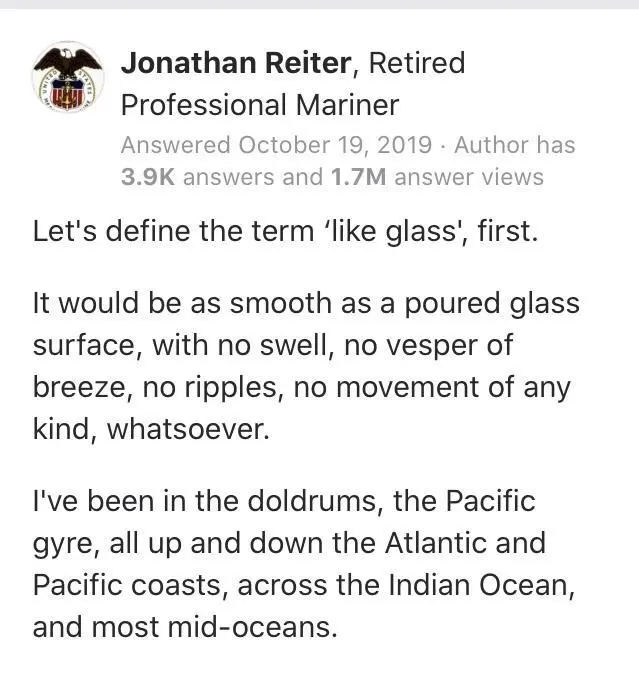 Jonathan Reiter, Retired
Professional Mariner
Answered October 19, 2019 · Author has
3.9K answers and 1.7M answer views
Let's define the term ‘like glass', first.
It would be as smooth as a poured glass
surface, with no swell, no vesper of
breeze, no ripples, no movement of any
kind, whatsoever.
I've been in the doldrums, the Pacific
gyre, all up and down the Atlantic and
Pacific coasts, across the Indian Ocean,
and most mid-oceans.